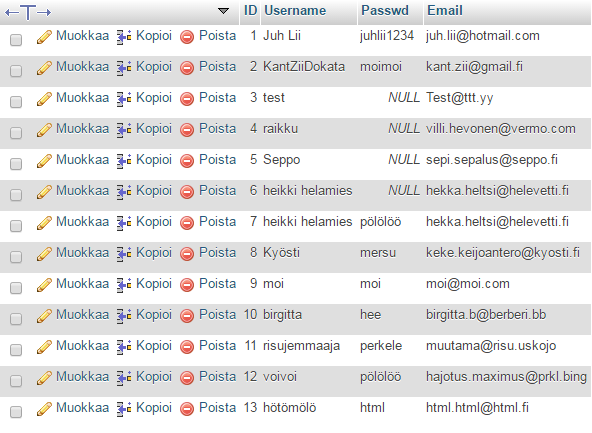 ID Username Passwd Email
Muokkaa Kopioi Poista 1 Juh Lii juhlii1234 juh.lii@hotmail.com
Muokkaa Kopioi Poista 2 KantZiiDokata moimoi kant.zii@gmail.fi
Muokkaa Kopioi Poista 3 test NULL Test@ttt.yy
Muokkaa Kopioi Poista 4 raikku NULL villi.hevonen@vermo.com
Muokkaa Kopioi Poista 5 Seppo NULL sepi.sepalus@seppo.fi
Muokkaa Kopioi Poista 6 heikki helamies NULL hekka.heltsi@helevetti.fi
Muokkaa Kopioi Poista 7 heikki helamies pölölöö hekka.heltsi@helevetti.fi
Muokkaa Kopioi Poista 8 Kyösti mersu keke.keijoantero@kyosti.fi
Muokkaa Kopioi Poista 9 moi moi moi@moi.com
Muokkaa Kopioi Poista 10 birgitta hee birgitta.b@berberi.bb
Muokkaa Kopioi Poista 11 risujemmaaja perkele muutama@risu.uskojo
Muokkaa Kopioi Poista 12 voivoi pölölöö hajotus.maximus@prkl.bing
Muokkaa Kopioi Poista 13 hötömölö html html.html@html.fi